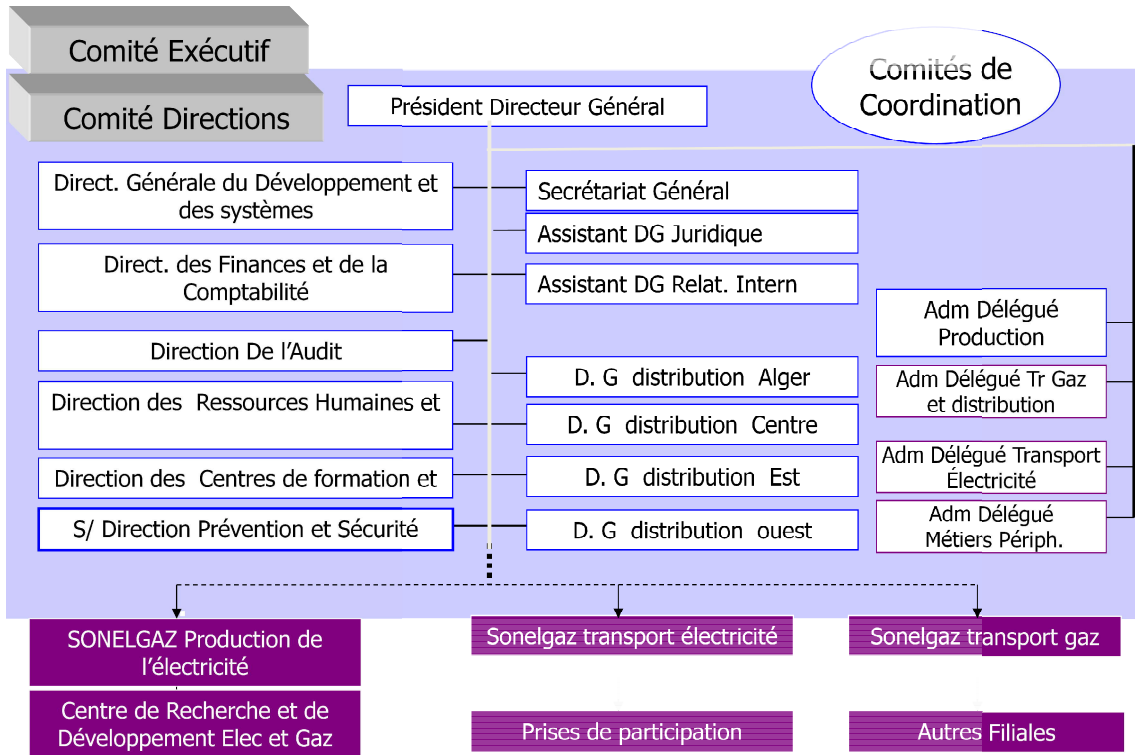 Comité Exécutif
Comité Directions
Président Directeur Général
Comités de
Coordination
Direct. Générale du Développement et
des systèmes
Direct. des Finances et de la
Comptabilité
Direction De l'Audit
Direction des Ressources Humaines et
Direction des Centres de formation et
S/ Direction Prévention et Sécurité
Secrétariat Général
Assistant DG Juridique
Assistant DG Relat. Intern
D. G distribution Alger
D. G distribution Centre
D. G distribution Est
D. G distribution ouest
Adm Délégué
Production
Adm Délégué Tr Gaz
et distribution
Adm Délégué Transport
Électricité
Adm Délégué
Métiers Périph.
SONELGAZ Production de
l'électricité
Sonelgaz transport électricité
Sonelgaz transport gaz
Centre de Recherche et de
Développement Elec et Gaz
Prises de participation
Autres Filiales